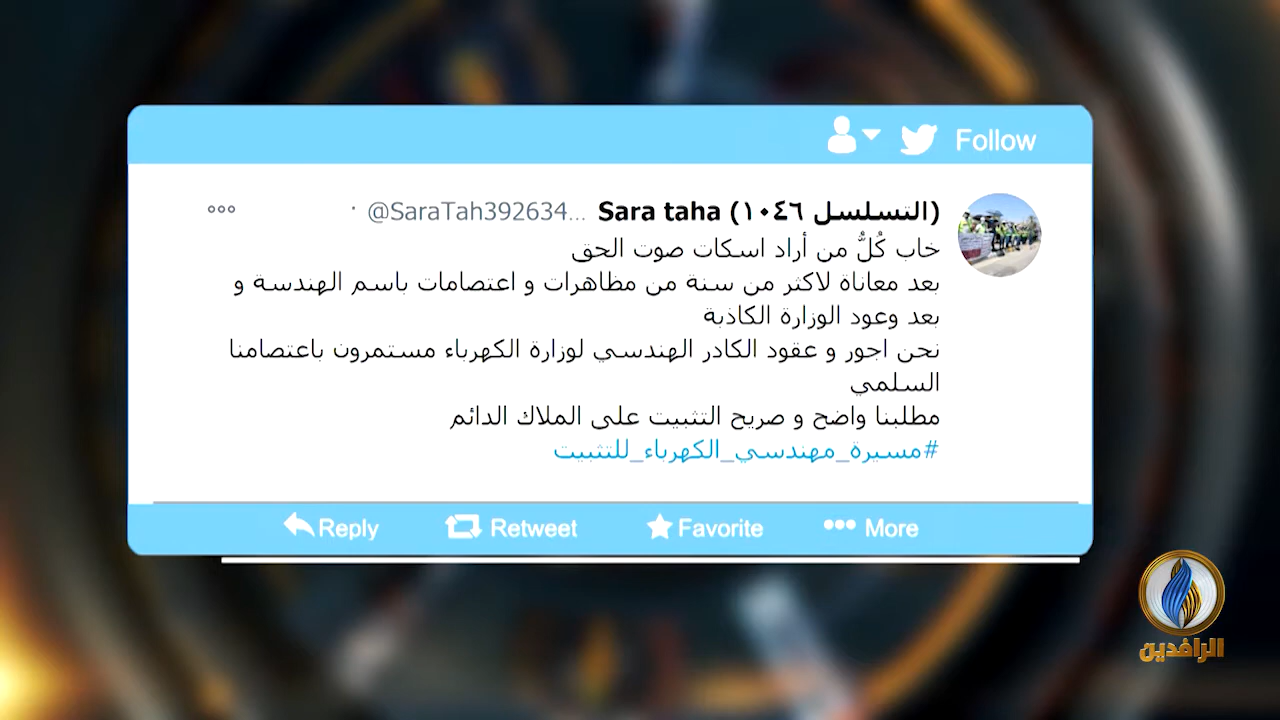 Follow
Sara taha (التسلسل ١٠٤٦) @SaraTah392634... ·
خاب كُلُّ من أراد اسكات صوت الحق
بعد معاناة لاكثر من سنة من مظاهرات و اعتصامات باسم الهندسة و
بعد وعود الوزارة الكاذبة
نحن اجور و عقود الكادر الهندسي لوزارة الكهرباء مستمرون باعتصامنا
السلمي
مطلبنا واضح و صريح التثبيت على الملاك الدائم
#مسيرة_مهندسي_الكهرباء_للتثبيت
Reply Retweet Favorite More
الرافدين